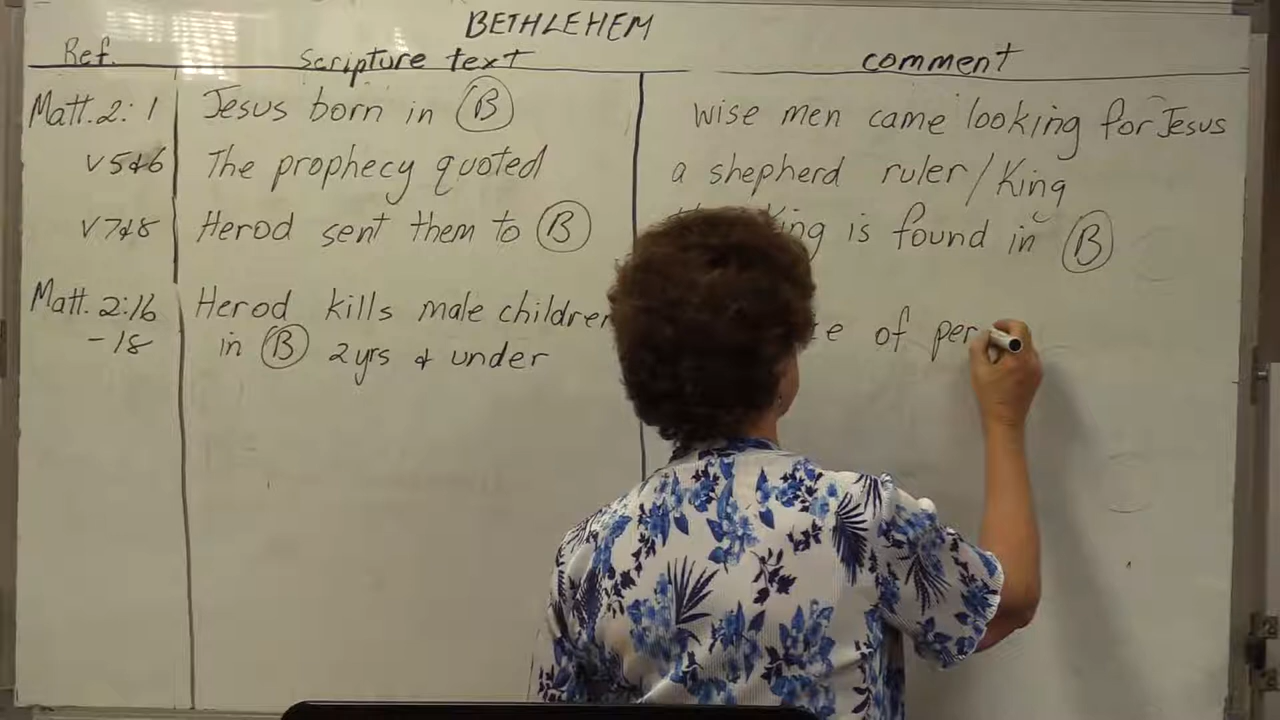 BETHLEHEM
Ref. scripture text comment
Matt. 2: 1 Jesus born in B wise men came looking for Jesus
v5&6 The prophecy quoted a shepherd ruler/King
v7&8 Herod sent them to B is found in B
Matt. 2:16 Herod kills male children of per
-18 in B 2yrs & under